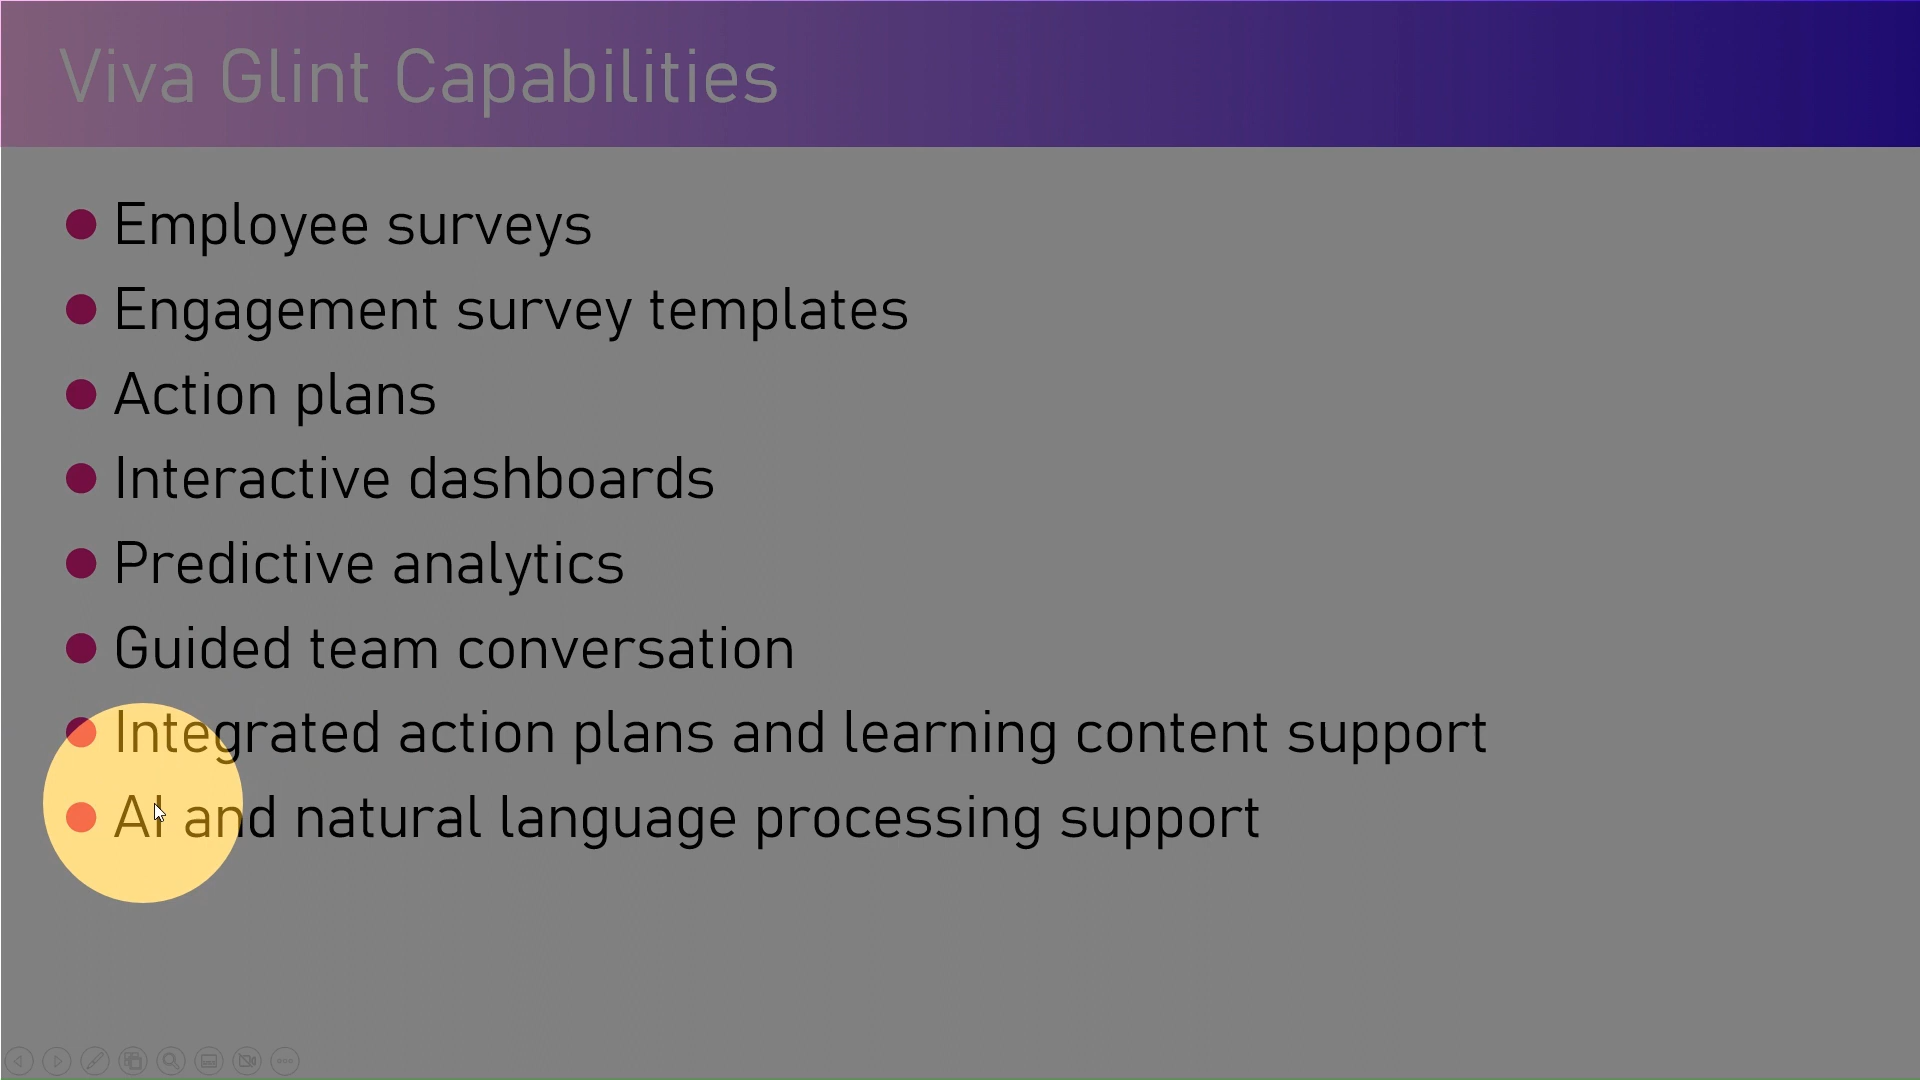 Viva Glint Capabilities
Employee surveys
Engagement survey templates
Action plans
Interactive dashboards
Predictive analytics
Guided team conversation
Integrated action plans and learning content support
AI and natural language processing support